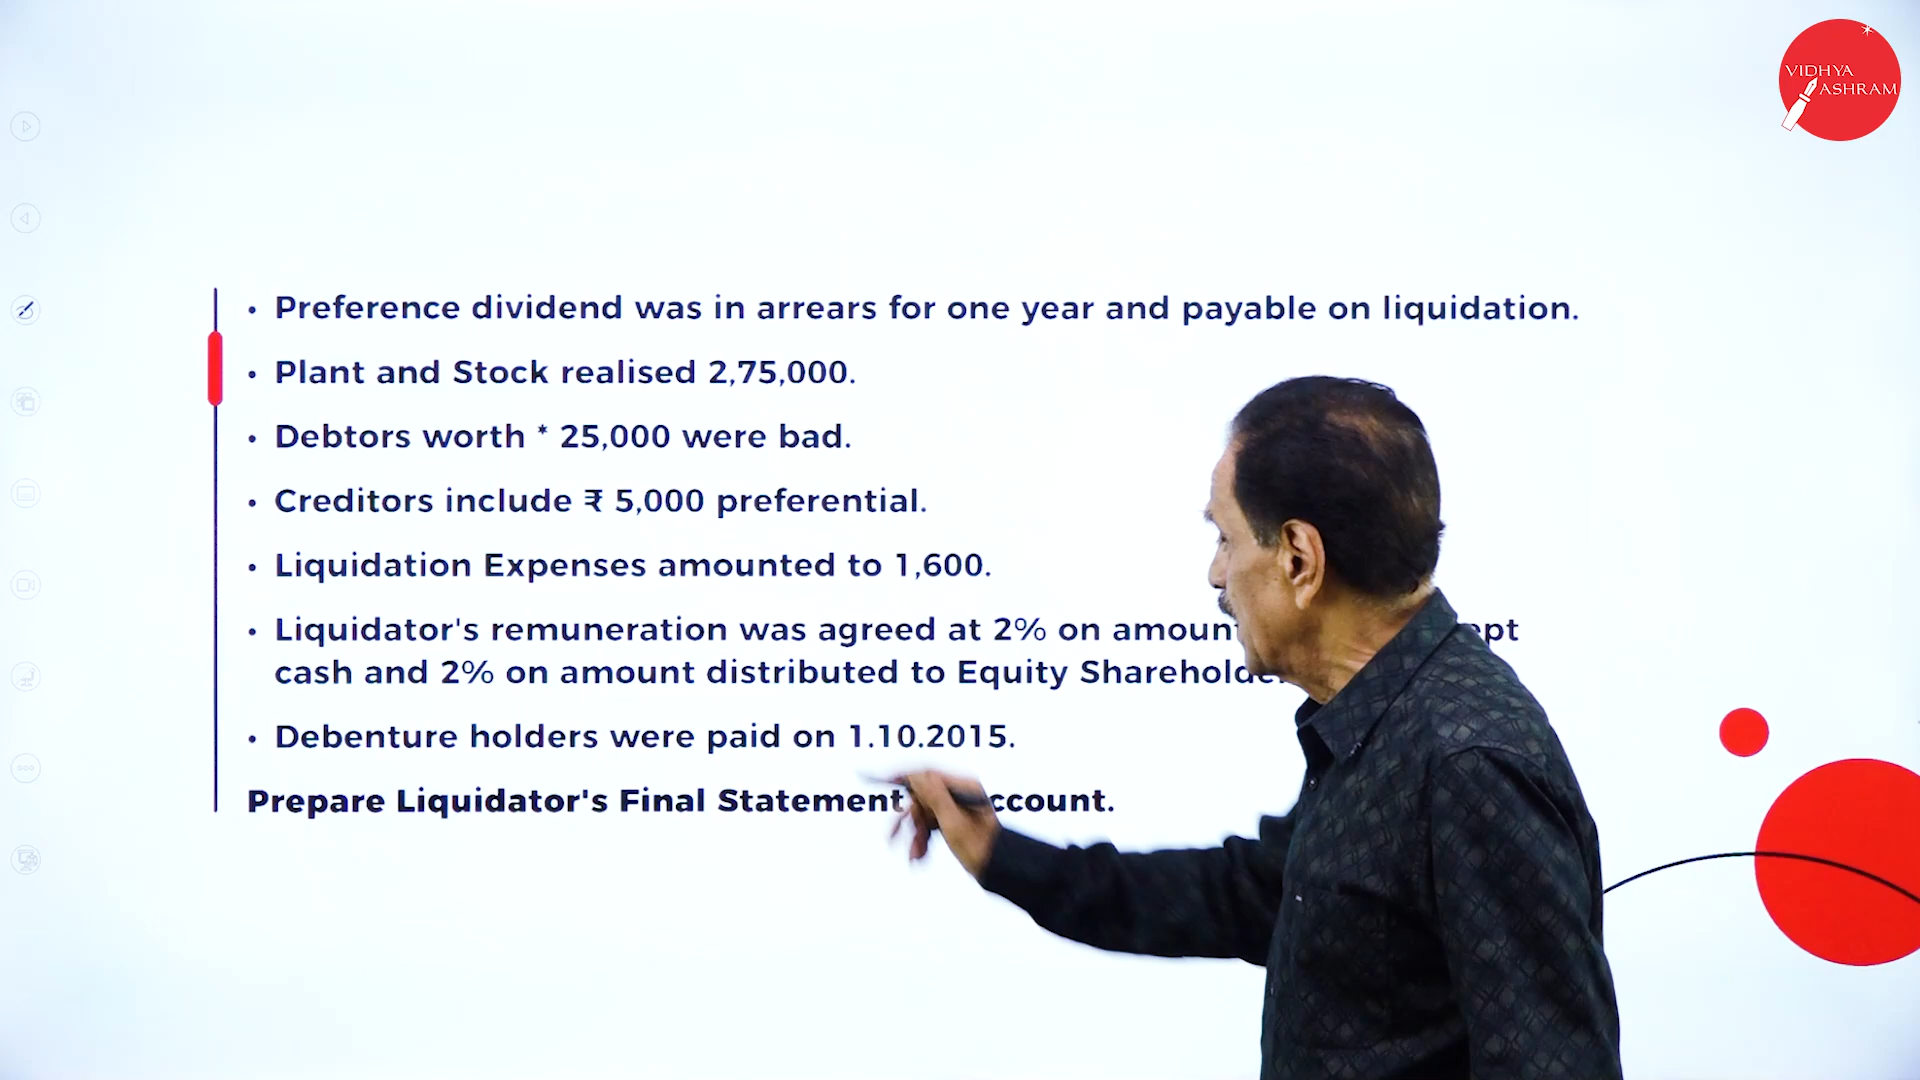 VIDHYA
ASHRAM
• Preference dividend was in arrears for one year and payable on liquidation.
• Plant and Stock realised 2,75,000.
• Debtors worth * 25,000 were bad.
• Creditors include ₹ 5,000 preferential.
• Liquidation Expenses amounted to 1,600.
• Liquidator's remuneration was agreed at 2% on
cash and 2% on amount distributed to Equity
• Debenture holders were paid on 1.10.2015.
Prepare Liquidator's Final Statement